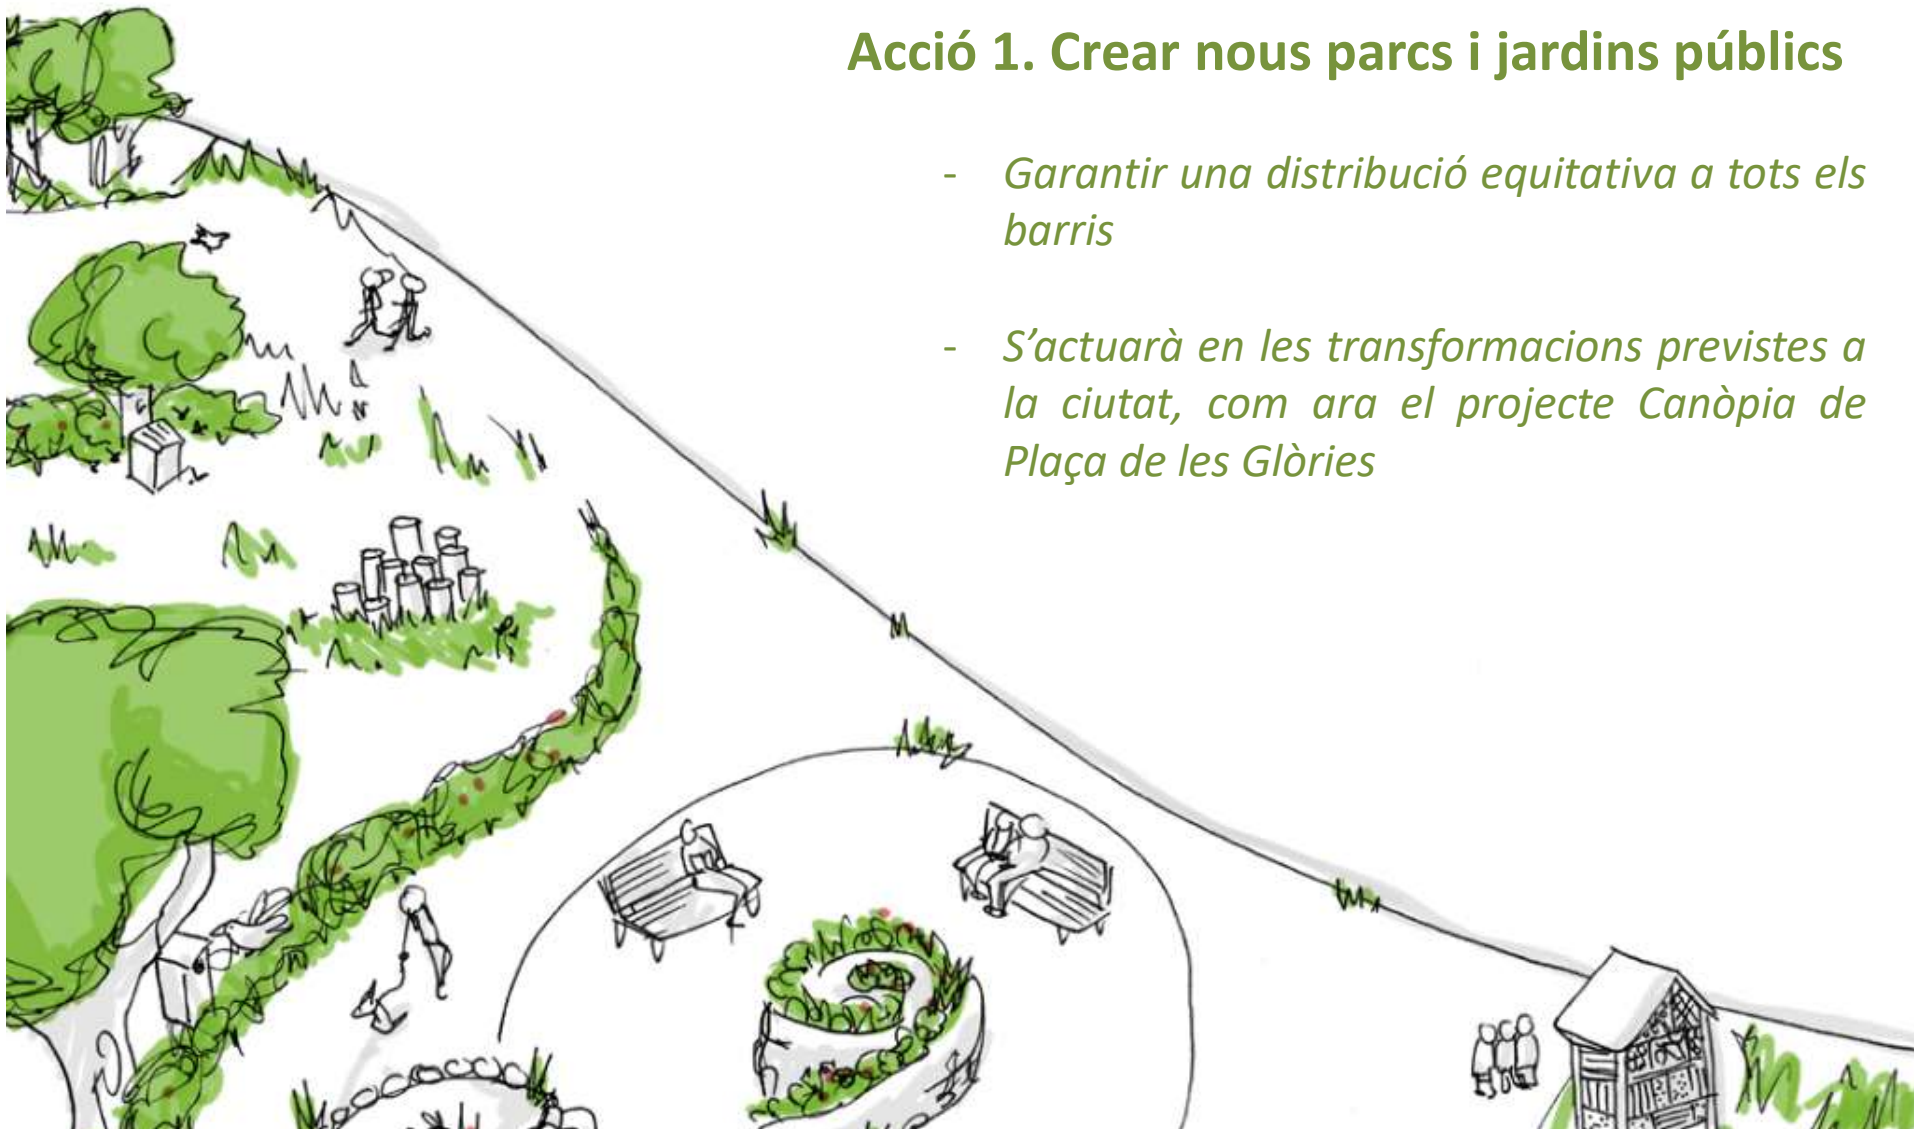 Acció 1. Crear nous parcs i jardins públics
- Garantir una distribució equitativa a tots els
barris
- S’actuarà en les transformacions previstes a
la ciutat, com ara el projecte Canòpia de
Plaça de les Glòries